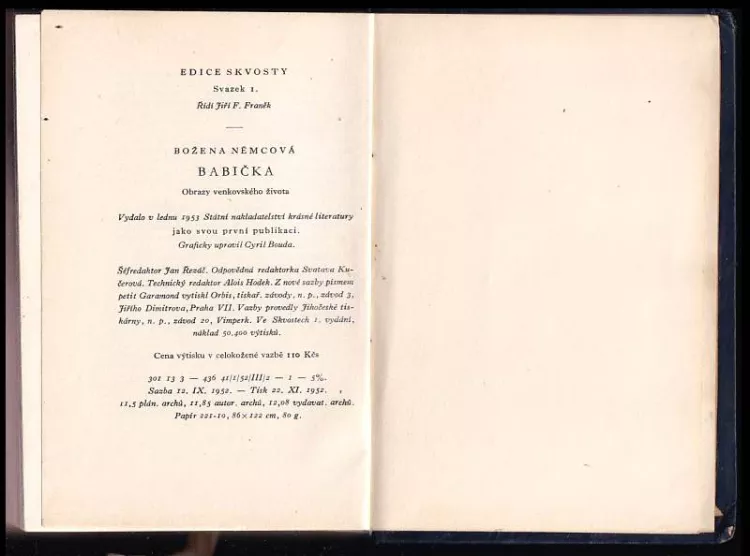 EDICE SKVOSTY
Svazek 1.
Řídí Jiří F. Franěk
BOŽENA NĚMCOVÁ
BABIČKA
Obrazy venkovského života
Vydalo v lednu 1953 Státní nakladatelství krásné literatury
jako svou první publikaci.
Graficky upravil Cyril Bouda.
Šéfredaktor Jan Řezáč. Odpovědná redaktorka Svatava Ku-
čerová. Technický redaktor Alois Hodek. Z nové sazby písmem
petit Garamond vytiskl Orbis, tiskař. závody, n. p., závod 3,
Jiřího Dimitrova, Praha VII. Vazby provedly Jihočeské tis-
kárny, n. p., závod 20, Vimperk. Ve Skvostech 1. vydání,
náklad 50.400 výtisků.
Cena výtisku v celokožené vazbě 110 Kčs
301 13 3 — 436 41/1/52/III/2 — 1 — 5%.
Sazba 12. IX. 1952. — Tisk 22. XI. 1952.
11,5 plán. archů, 11,85 autor. archů, 12,08 vydavat. archů.
Papír 221-10, 86×122 cm, 80 g.